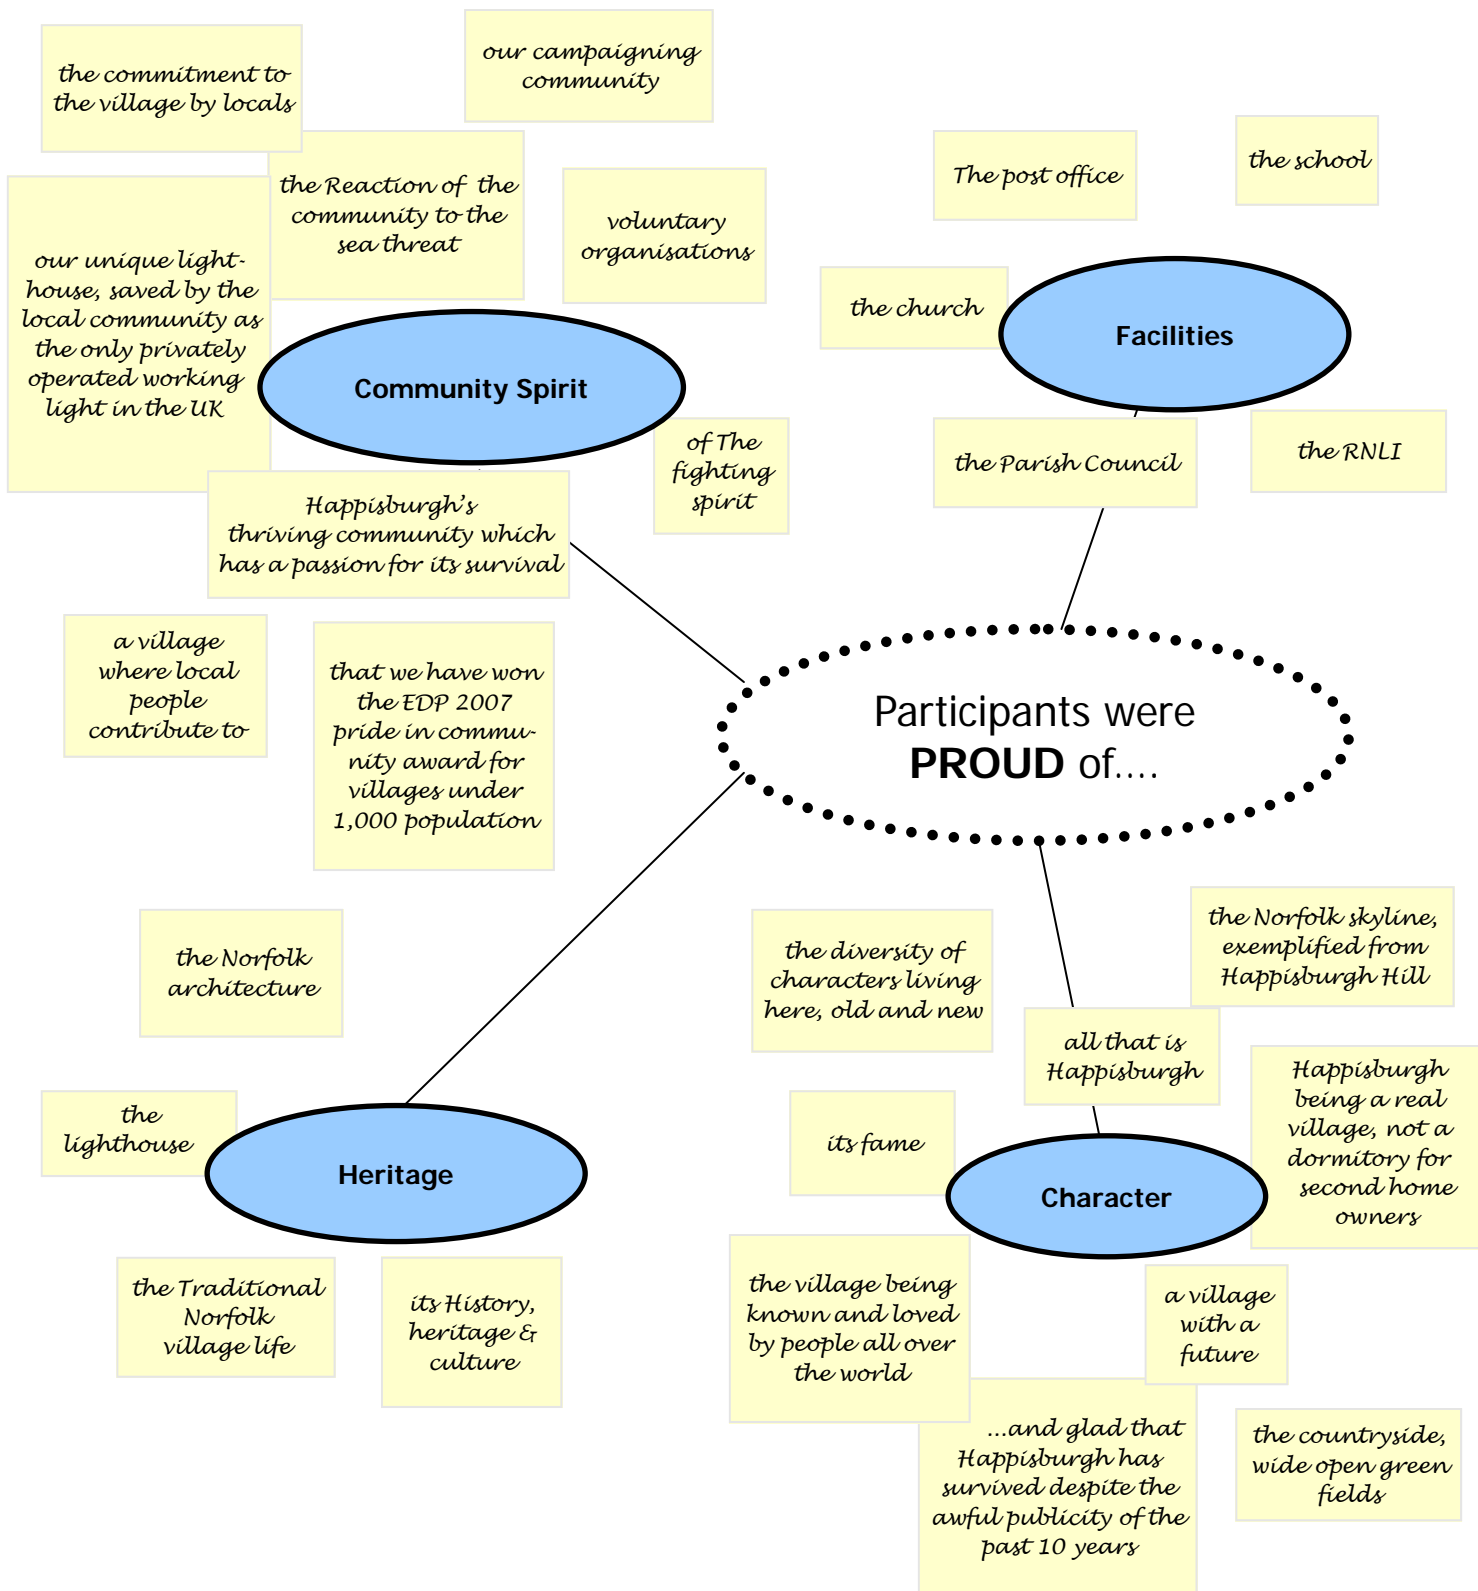 the commitment to
the village by locals
our campaigning
community
the Reaction of the
community to the
sea threat
voluntary
organisations
our unique light-
house, saved by the
local community as
the only privately
operated working
light in the UK
Community Spirit
of The
fighting
spirit
Happisburgh's
thriving community which
has a passion for its survival
a village
where local
people
contribute to
that we have won
the EDP 2007
pride in commu-
nity award for
villages under
1,000 population
The post office
the school
the church
Facilities
the Parish Council
the RNLI
Participants were
PROUD of....
the Norfolk
architecture
the
lighthouse
Heritage
the Traditional
Norfolk
village life
its History,
heritage &
culture
the diversity of
characters living
here, old and new
the Norfolk skyline,
exemplified from
Happisburgh Hill
all that is
Happisburgh
its fame
Happisburgh
being a real
village, not a
dormitory for
second home
owners
Character
the village being
known and loved
by people all over
the world
a village
with a
future
...and glad that
Happisburgh has
survived despite the
awful publicity of the
past 10 years
the countryside,
wide open green
fields